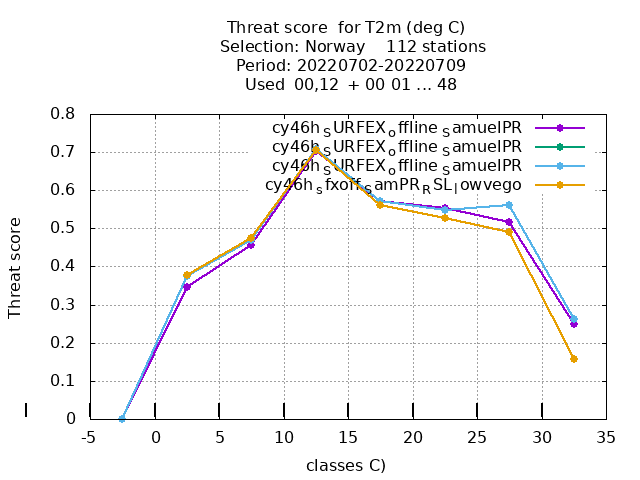 Threat score  for T2m (deg C)
Selection: Norway    112 stations
Period: 20220702-20220709
Used  00,12  + 00 01 ... 48
0.8
0.7
0.6
0.5
0.4
0.3
0.2
0.1
0
Threat score
cy46h_SURFEX_offline_SamuelPR
cy46h_SURFEX_offline_SamuelPR
cy46h_SURFEX_offline_SamuelPR
cy46h_sfxoff_SamPR_RSL_lowvego
-5 0 5 10 15 20 25 30 35
classes C)